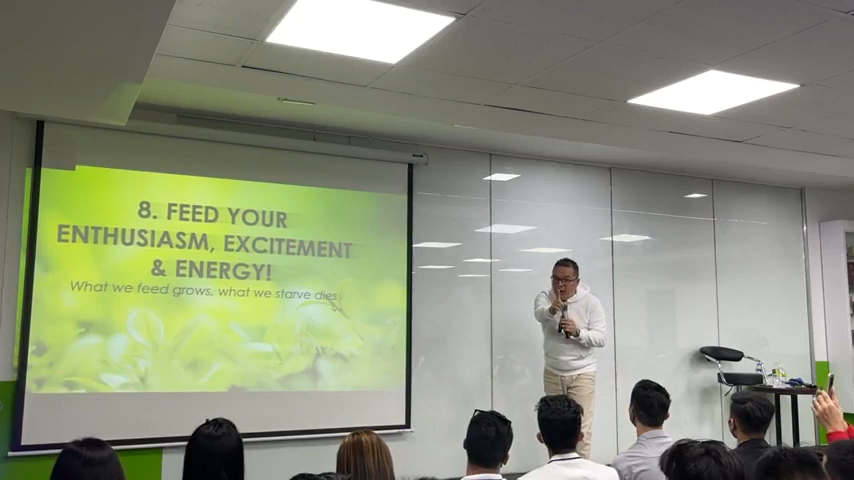 8. FEED YOUR
ENTHUSIASM, EXCITEMENT
& ENERGY!
What we feed grows, what we starve dies